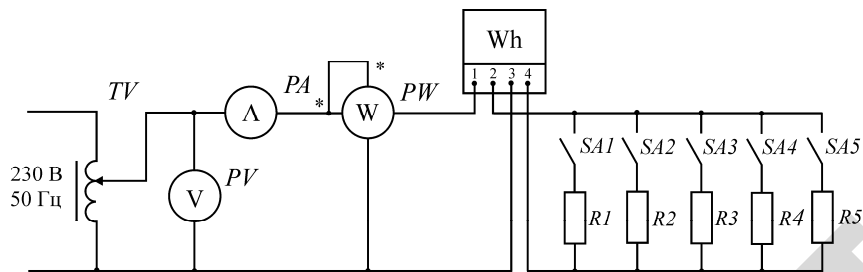 Wh
1 2 3 4
TV
PA
*
*
PW
Λ
W
230 В
50 Гц
PV
V
SA1
SA2
SA3
SA4
SA5
R1
R2
R3
R4
R5